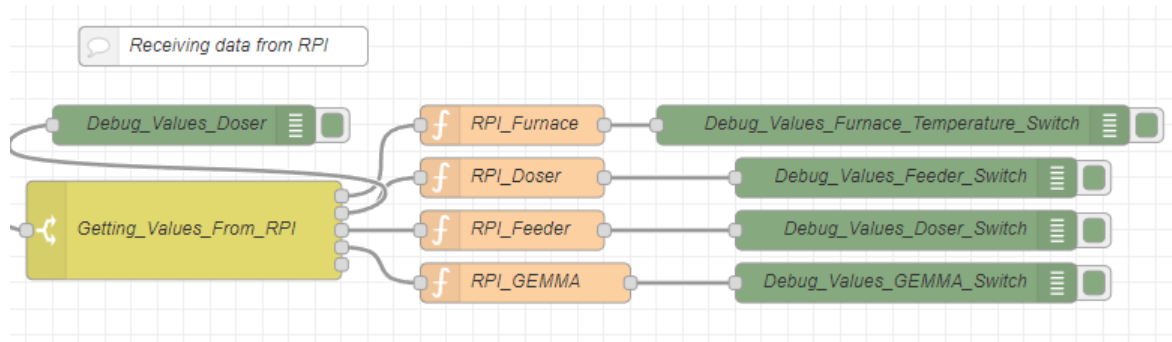 Receiving data from RPI
Debug_Values_Doser
RPI_Furnace
Debug_Values_Furnace_Temperature_Switch
RPI_Doser
Debug_Values_Feeder_Switch
Getting_Values_From_RPI
RPI_Feeder
Debug_Values_Doser_Switch
RPI_GEMMA
Debug_Values_GEMMA_Switch